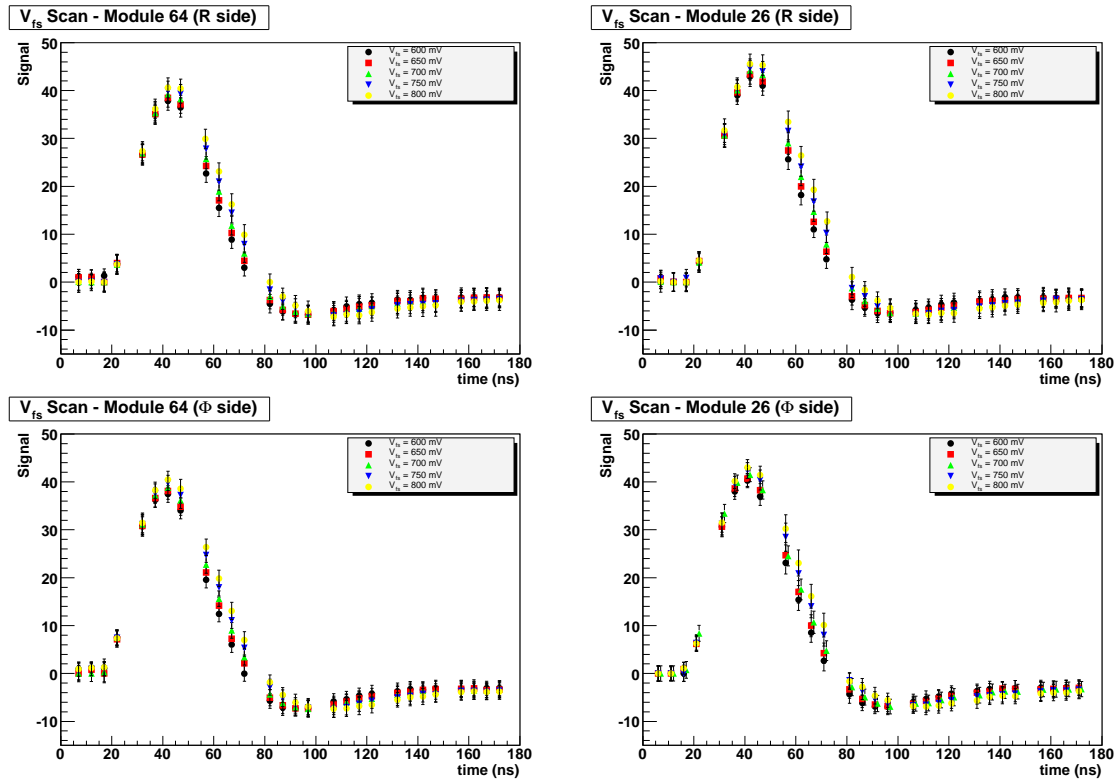 V_fs Scan - Module 64 (R side)
Signal
50
40
30
20
10
0
-10
V_fs = 600 mV
V_fs = 650 mV
V_fs = 700 mV
V_fs = 750 mV
V_fs = 800 mV
0 20 40 60 80 100 120 140 160 180
time (ns)
V_fs Scan - Module 26 (R side)
Signal
50
40
30
20
10
0
-10
V_fs = 600 mV
V_fs = 650 mV
V_fs = 700 mV
V_fs = 750 mV
V_fs = 800 mV
0 20 40 60 80 100 120 140 160 180
time (ns)
V_fs Scan - Module 64 (Φ side)
Signal
50
40
30
20
10
0
-10
V_fs = 600 mV
V_fs = 650 mV
V_fs = 700 mV
V_fs = 750 mV
V_fs = 800 mV
0 20 40 60 80 100 120 140 160 180
time (ns)
V_fs Scan - Module 26 (Φ side)
Signal
50
40
30
20
10
0
-10
V_fs = 600 mV
V_fs = 650 mV
V_fs = 700 mV
V_fs = 750 mV
V_fs = 800 mV
0 20 40 60 80 100 120 140 160 180
time (ns)